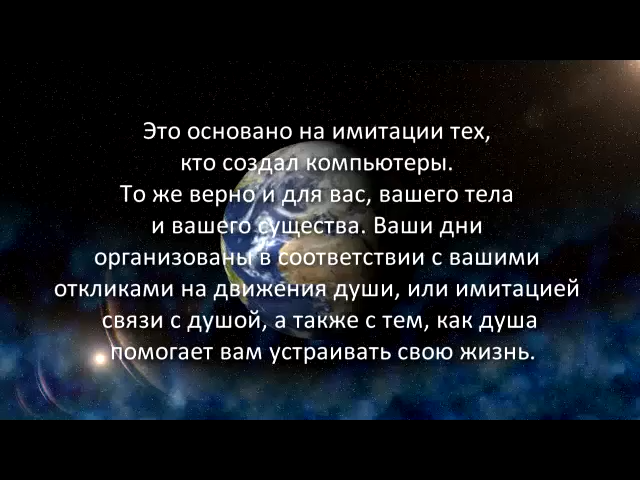 Это основано на имитации тех,
кто создал компьютеры.
То же верно и для вас, вашего тела
и вашего существа. Ваши дни
организованы в соответствии с вашими
откликами на движения души, или имитацией
связи с душой, а также с тем, как душа
помогает вам устраивать свою жизнь.